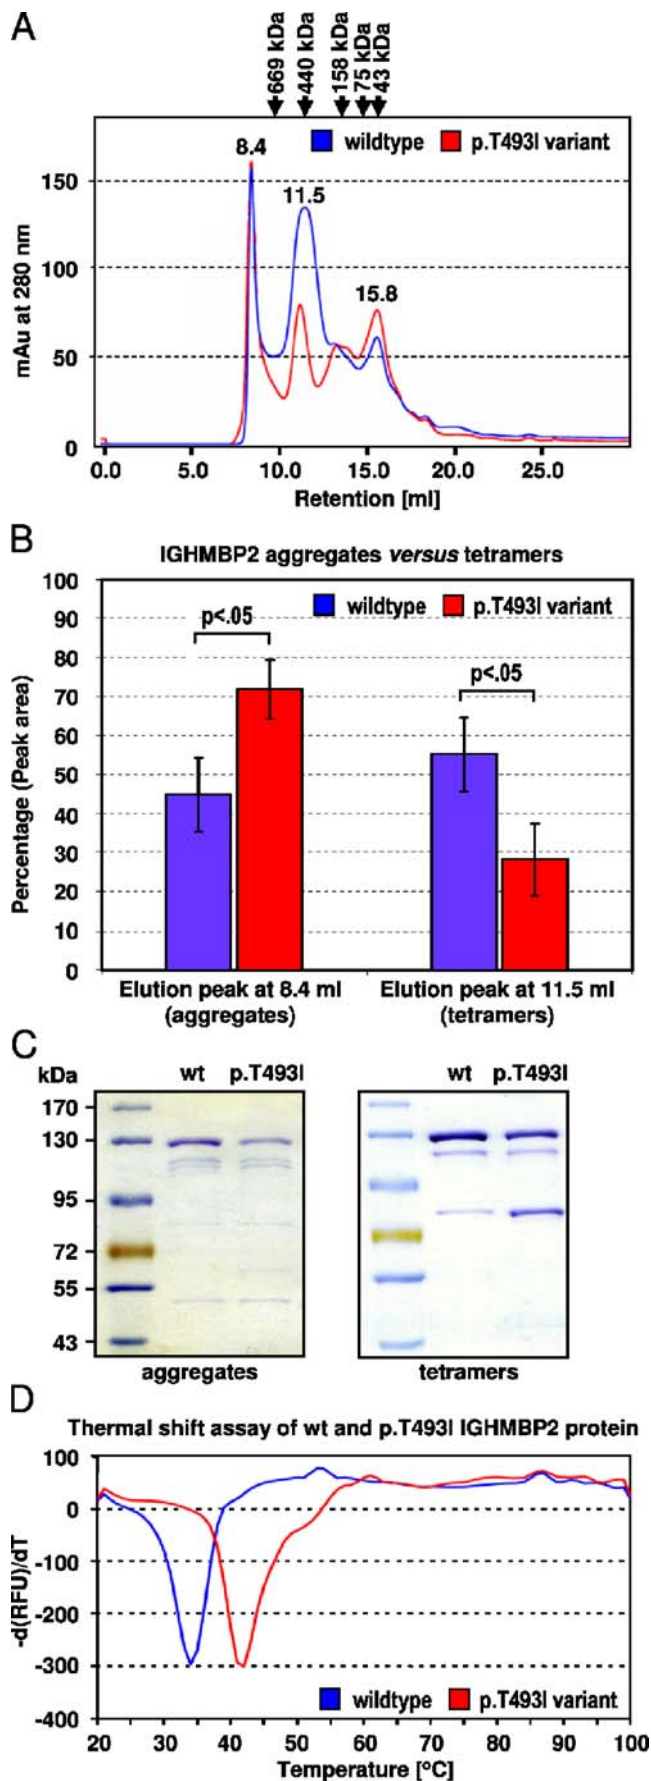 A
669 kDa
440 kDa
158 kDa
75 kDa
43 kDa
wildtype p.T493I variant
8.4
11.5
15.8
150
100
50
0
mAu at 280 nm
0.0 5.0 10.0 15.0 20.0 25.0
Retention [ml]
B
IGHMBP2 aggregates versus tetramers
100
90
80
70
60
50
40
30
20
10
0
Percentage (Peak area)
wildtype p.T493I variant
p<.05
p<.05
Elution peak at 8.4 ml
(aggregates)
Elution peak at 11.5 ml
(tetramers)
C
kDa
wt p.T493I
wt p.T493I
170
130
95
72
55
43
aggregates
tetramers
D
Thermal shift assay of wt and p.T493I IGHMBP2 protein
100
0
-100
-200
-300
-400
-d(RFU)/dT
wildtype p.T493I variant
20 30 40 50 60 70 80 90 100
Temperature [°C]